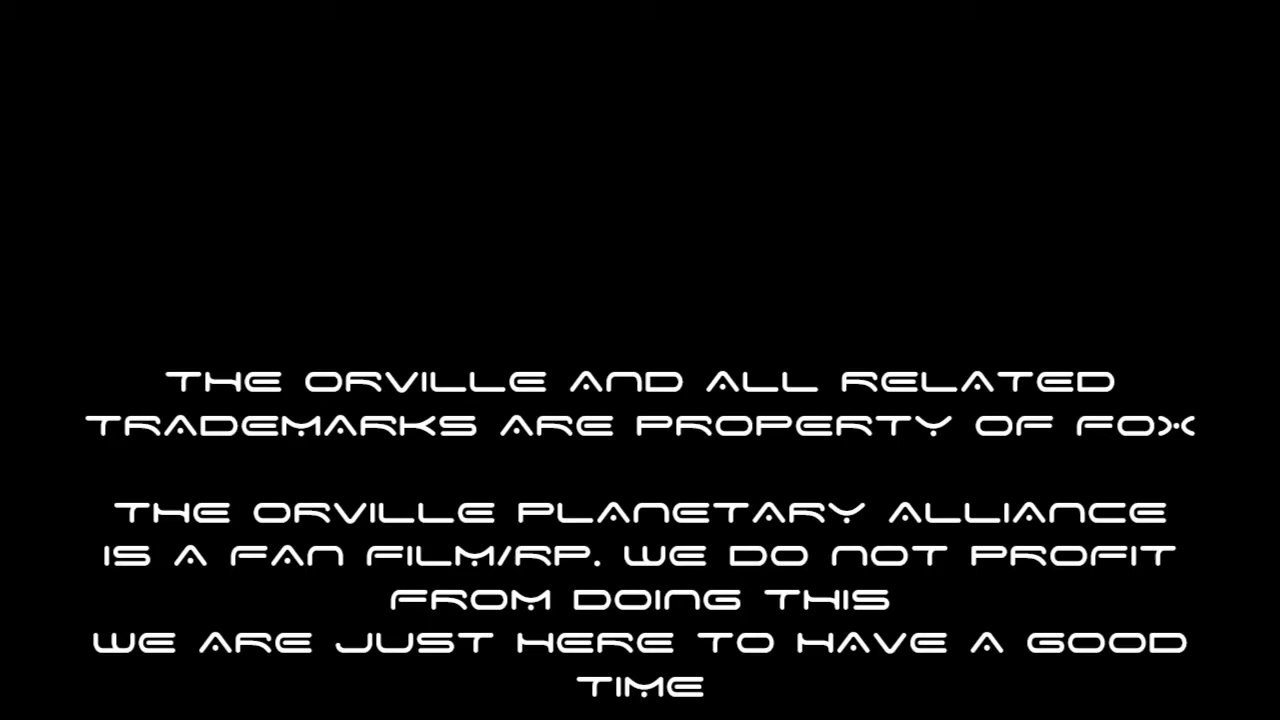 THE ORVILLE AND ALL RELATED
TRADEMARKS ARE PROPERTY OF FOX
THE ORVILLE PLANETARY ALLIANCE
IS A FAN FILM/RP. WE DO NOT PROFIT
FROM DOING THIS
WE ARE JUST HERE TO HAVE A GOOD
TIME